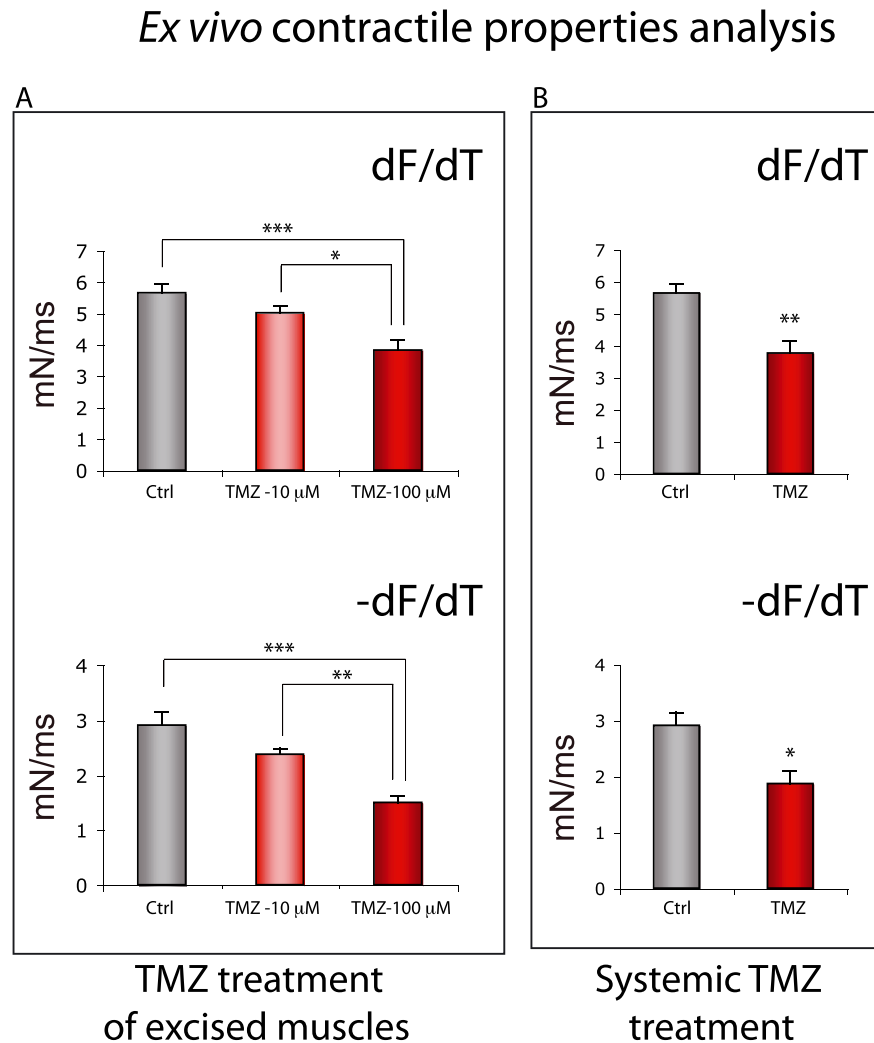 Ex vivo contractile properties analysis
A
dF/dT
***
*
mN/ms
7
6
5
4
3
2
1
0
Ctrl
TMZ -10 µM
TMZ-100 µM
-dF/dT
***
**
mN/ms
4
3
2
1
0
Ctrl
TMZ -10 µM
TMZ-100 µM
TMZ treatment
of excised muscles
B
dF/dT
**
mN/ms
7
6
5
4
3
2
1
0
Ctrl
TMZ
-dF/dT
*
mN/ms
4
3
2
1
0
Ctrl
TMZ
Systemic TMZ
treatment